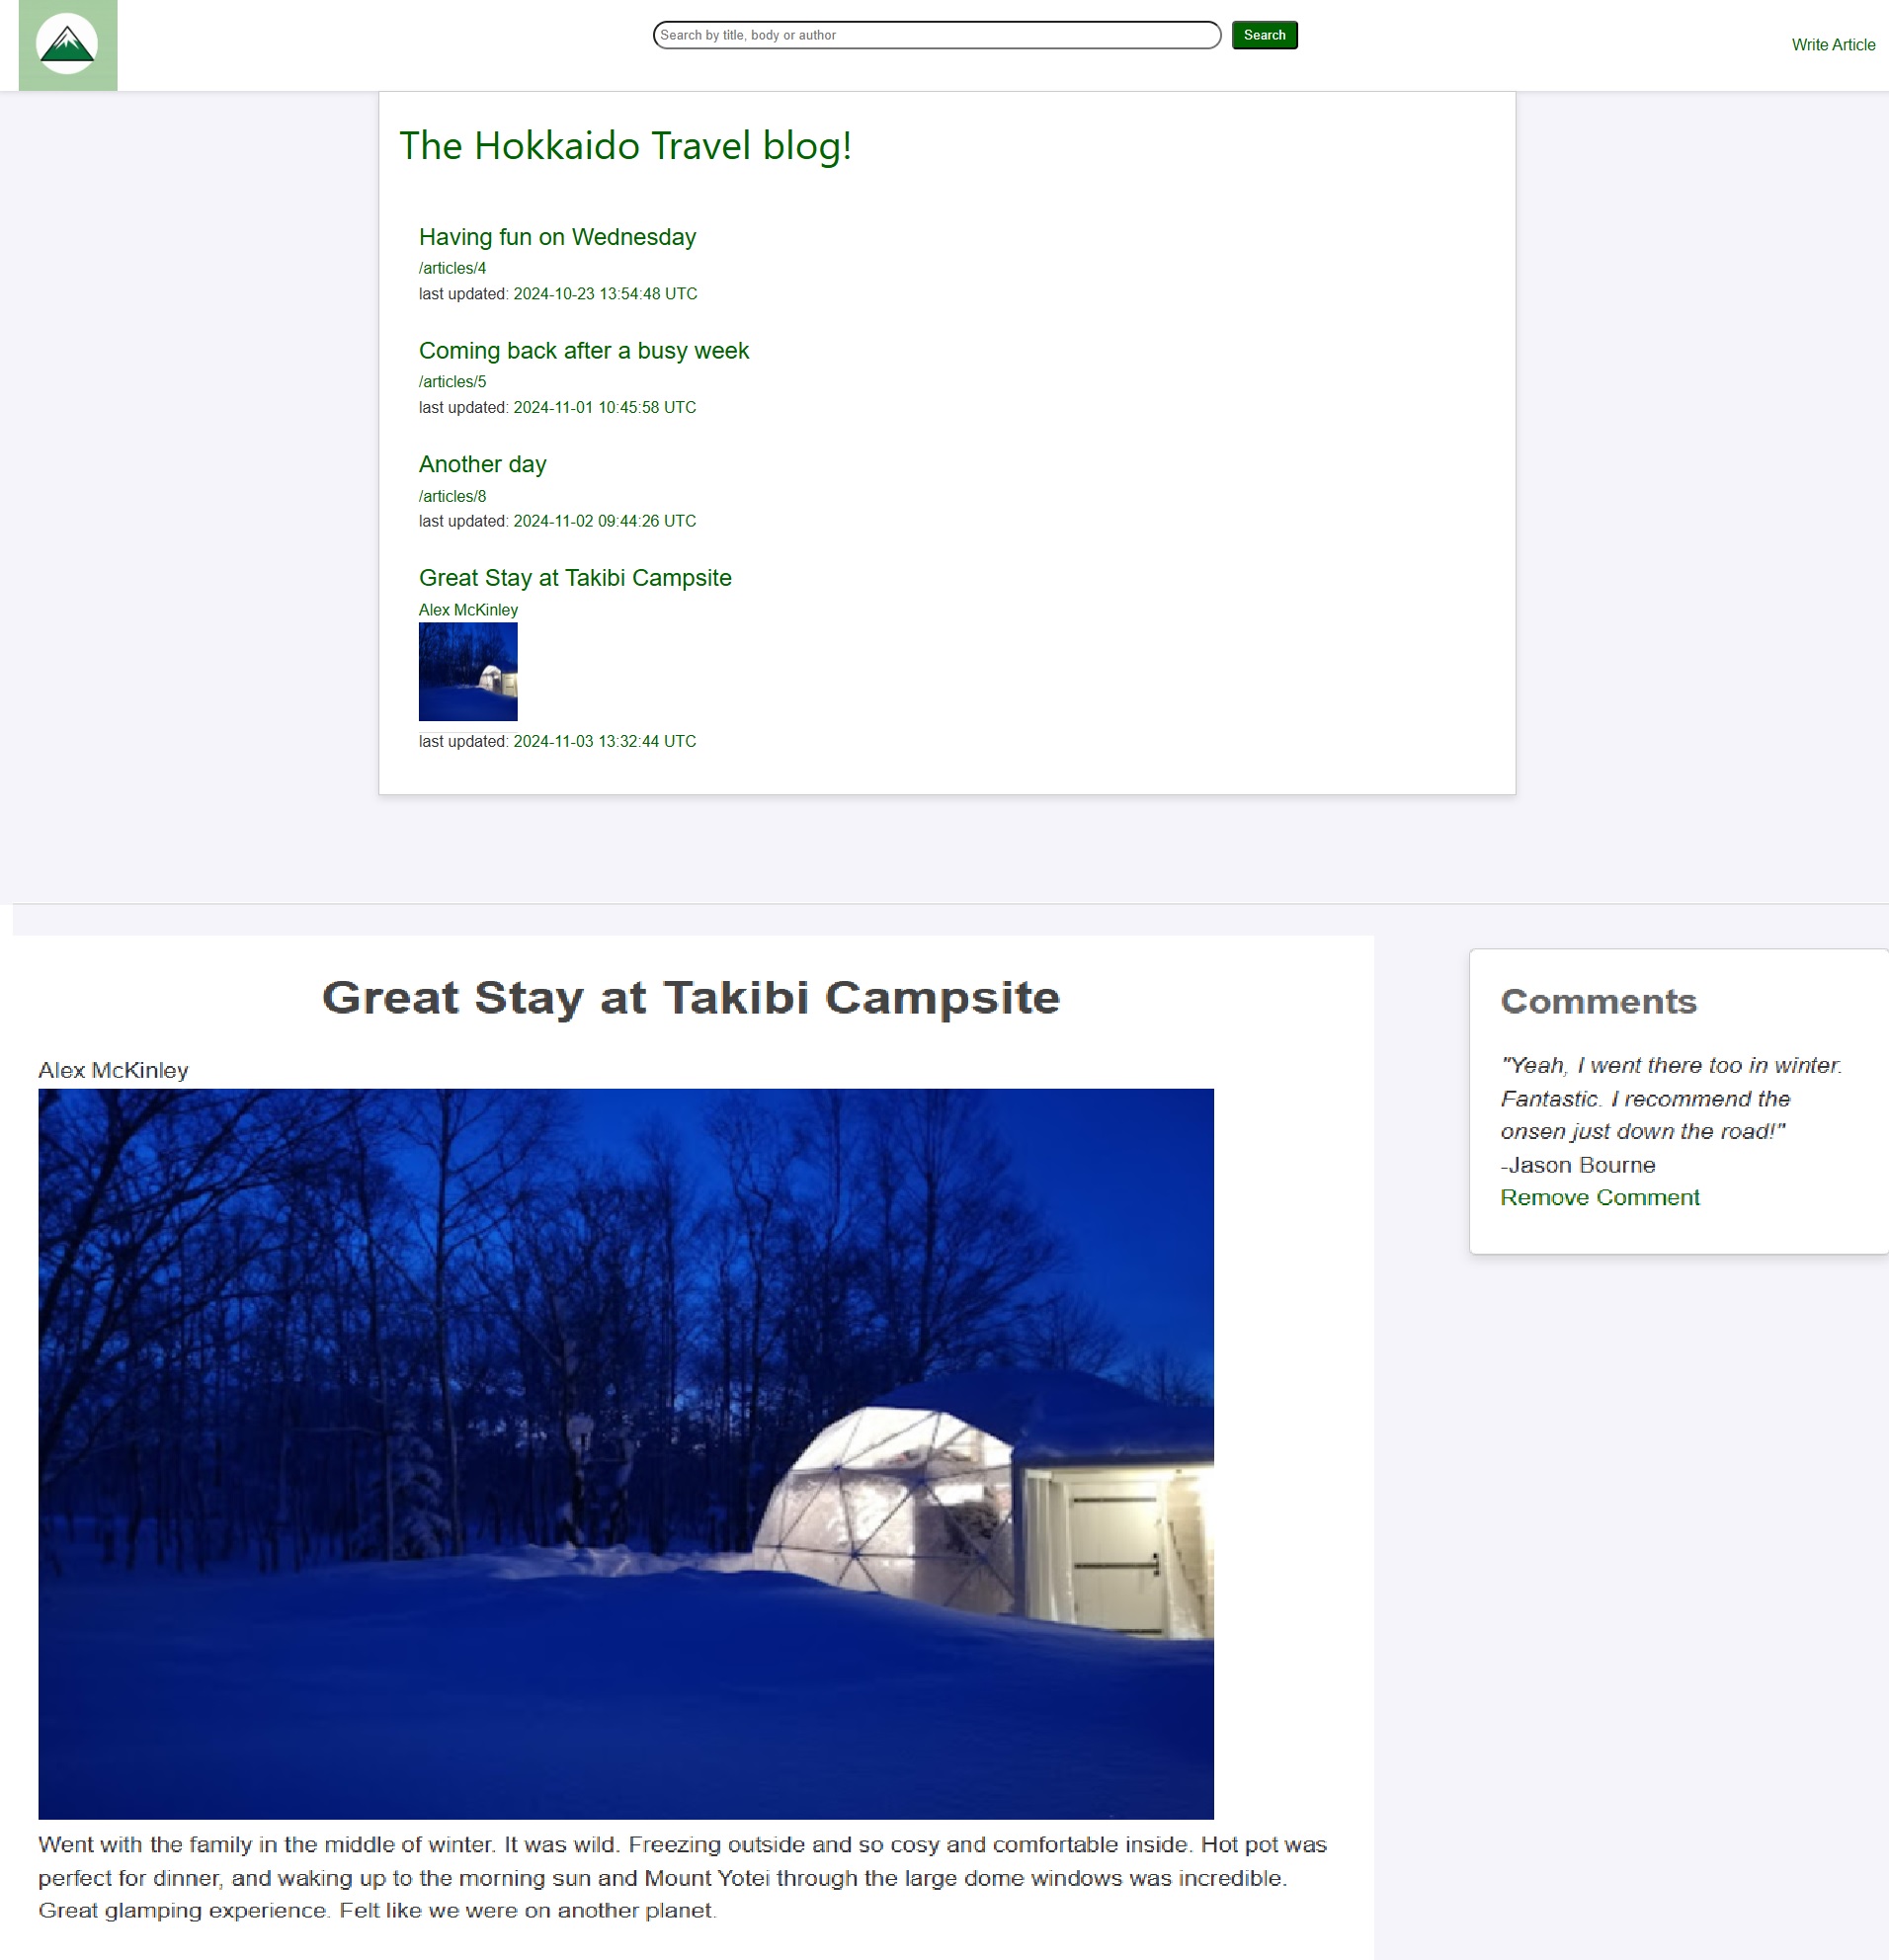 Search by title, body or author
Search
Write Article
The Hokkaido Travel blog!
Having fun on Wednesday
/articles/4
last updated: 2024-10-23 13:54:48 UTC
Coming back after a busy week
/articles/5
last updated: 2024-11-01 10:45:58 UTC
Another day
/articles/8
last updated: 2024-11-02 09:44:26 UTC
Great Stay at Takibi Campsite
Alex McKinley
last updated: 2024-11-03 13:32:44 UTC
Great Stay at Takibi Campsite
Alex McKinley
Went with the family in the middle of winter. It was wild. Freezing outside and so cosy and comfortable inside. Hot pot was
perfect for dinner, and waking up to the morning sun and Mount Yotei through the large dome windows was incredible.
Great glamping experience. Felt like we were on another planet.
Comments
"Yeah, I went there too in winter.
Fantastic. I recommend the
onsen just down the road!"
-Jason Bourne
Remove Comment